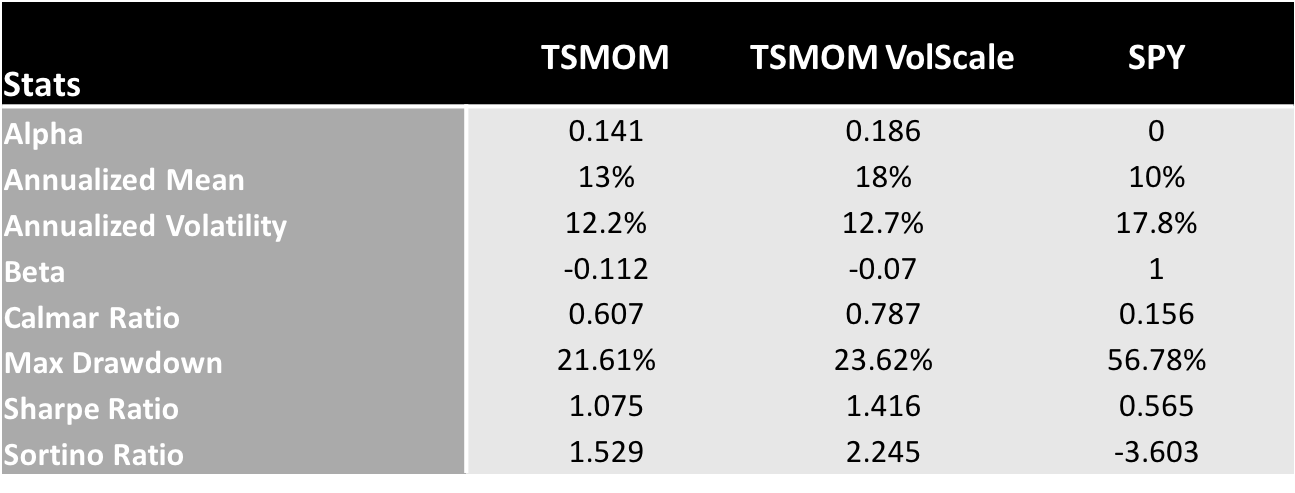 Stats TSMOM TSMOM VolScale SPY
Alpha 0.141 0.186 0
Annualized Mean 13% 18% 10%
Annualized Volatility 12.2% 12.7% 17.8%
Beta -0.112 -0.07 1
Calmar Ratio 0.607 0.787 0.156
Max Drawdown 21.61% 23.62% 56.78%
Sharpe Ratio 1.075 1.416 0.565
Sortino Ratio 1.529 2.245 -3.603